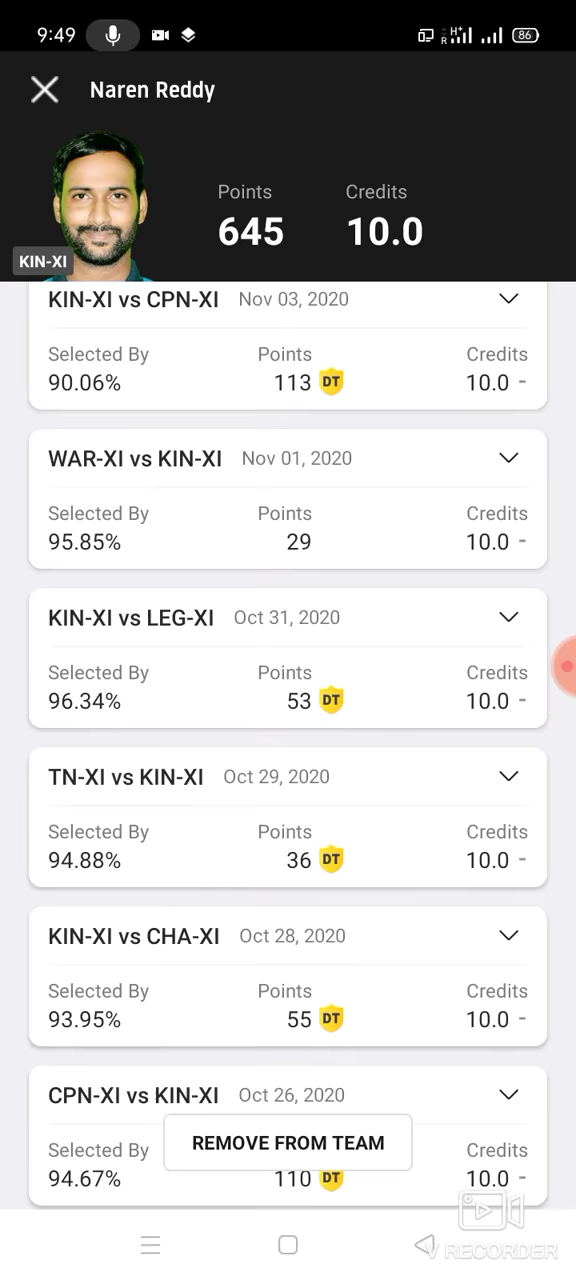 9:49
R H+ 86
Naren Reddy
Points Credits
645 10.0
KIN-XI
KIN-XI vs CPN-XI Nov 03, 2020
Selected By Points Credits
90.06% 113 DT 10.0 -
WAR-XI vs KIN-XI Nov 01, 2020
Selected By Points Credits
95.85% 29 10.0 -
KIN-XI vs LEG-XI Oct 31, 2020
Selected By Points Credits
96.34% 53 DT 10.0 -
TN-XI vs KIN-XI Oct 29, 2020
Selected By Points Credits
94.88% 36 DT 10.0 -
KIN-XI vs CHA-XI Oct 28, 2020
Selected By Points Credits
93.95% 55 DT 10.0 -
CPN-XI vs KIN-XI Oct 26, 2020
REMOVE FROM TEAM
Selected By Credits
94.67% 110 DT 10.0 -
V RECORDER